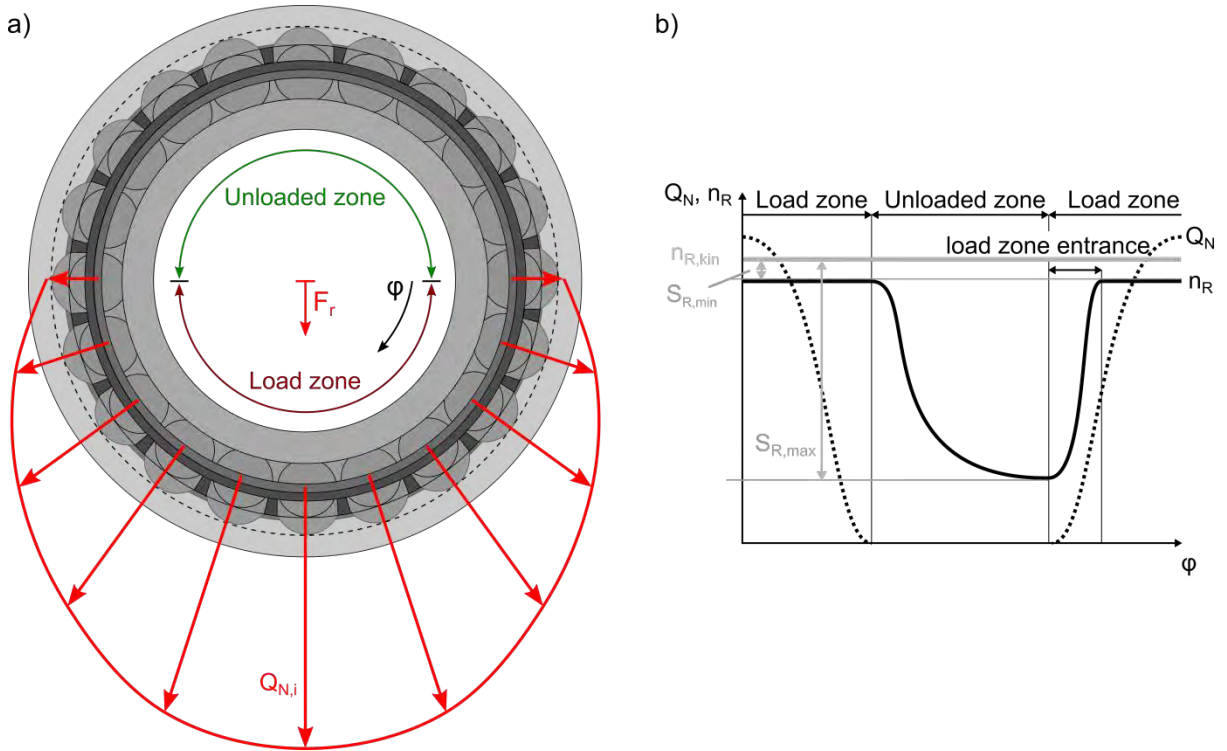 a)
Unloaded zone
φ
F_r
Load zone
Q_N,i
b)
Q_N, n_R
Load zone
Unloaded zone
Load zone
load zone entrance
Q_N
n_R,kin
n_R
S_R,min
S_R,max
φ